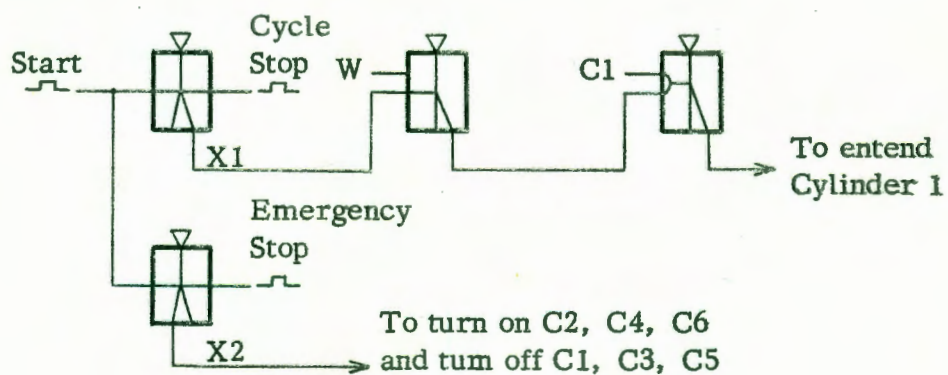 Cycle
Start
Stop
W
C1
X1
To entend
Cylinder 1
Emergency
Stop
X2
To turn on C2, C4, C6
and tum off C1, C3, C5